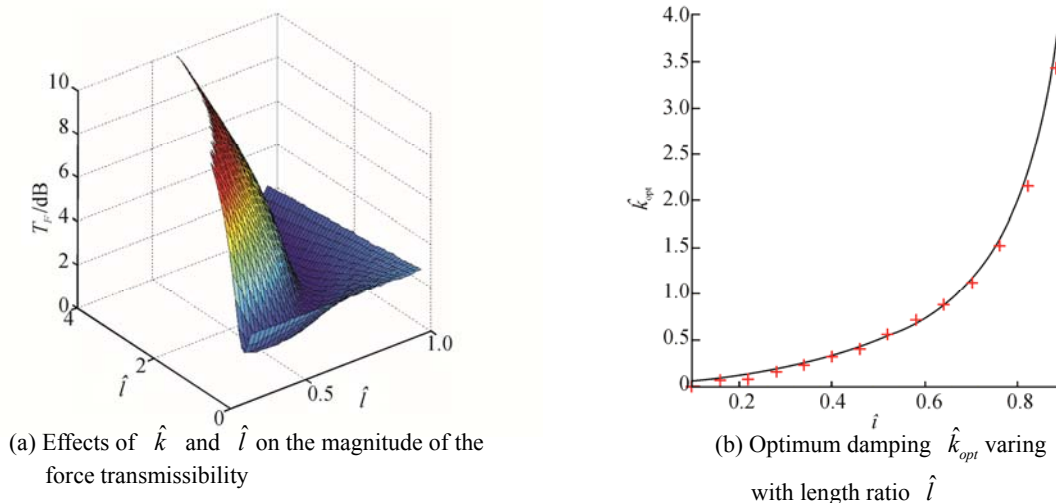 10
8
6
4
2
0
T_F/dB
4
2
0
0.5
1.0
l̂
l̂
(a) Effects of k̂ and l̂ on the magnitude of the
force transmissibility
4.0
3.5
3.0
2.5
2.0
1.5
1.0
0.5
0
k̂opt
0.2
0.4
0.6
0.8
l̂
(b) Optimum damping k̂opt varing
with length ratio l̂